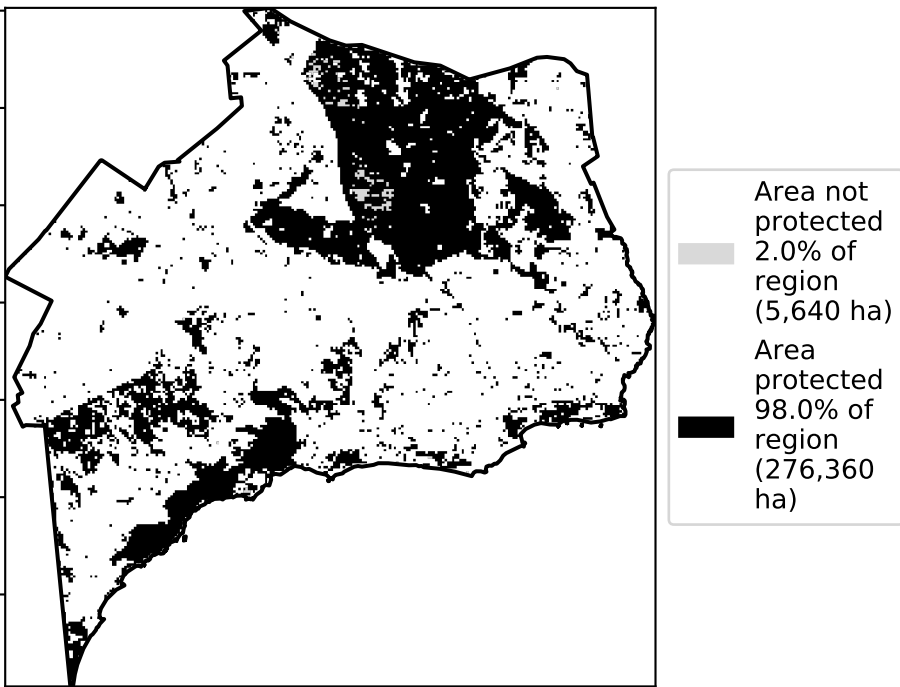 Area not
protected
2.0% of
region
(5,640 ha)
Area
protected
98.0% of
region
(276,360
ha)